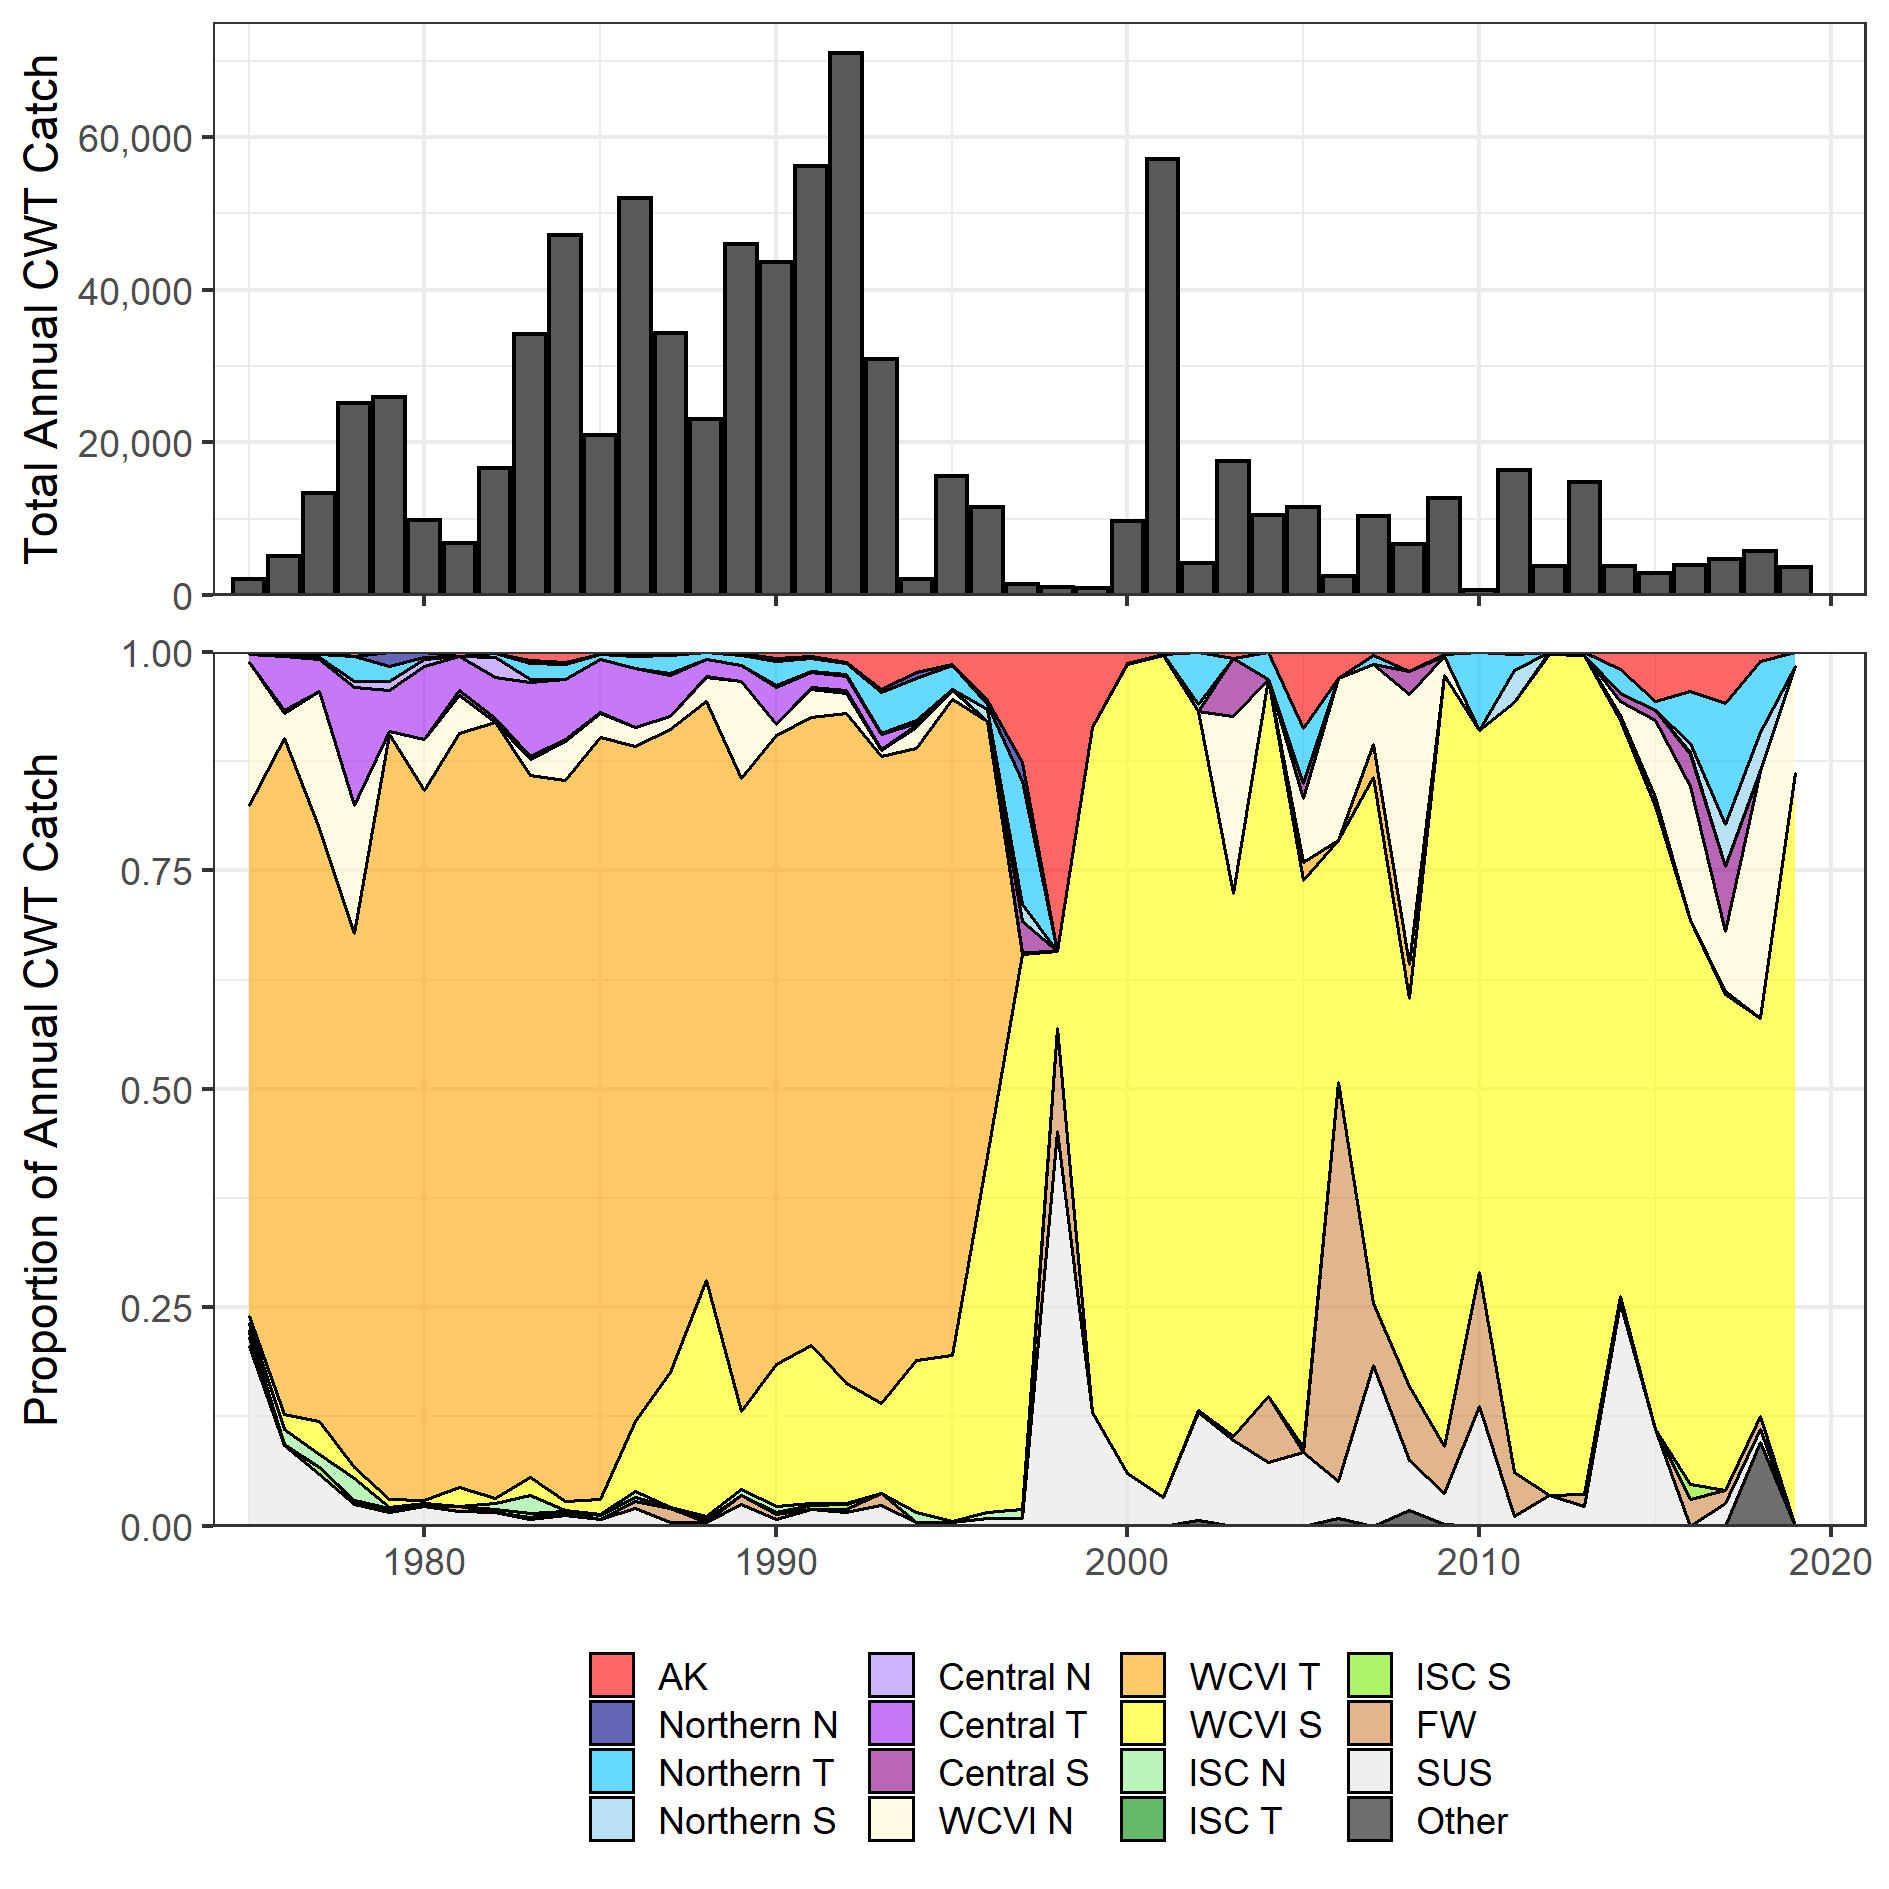 Total Annual CWT Catch
60,000
40,000
20,000
0
Proportion of Annual CWT Catch
1.00
0.75
0.50
0.25
0.00
1980 1990 2000 2010 2020
AK Central N WCVI T ISC S
Northern N Central T WCVI S FW
Northern T Central S ISC N SUS
Northern S WCVI N ISC T Other